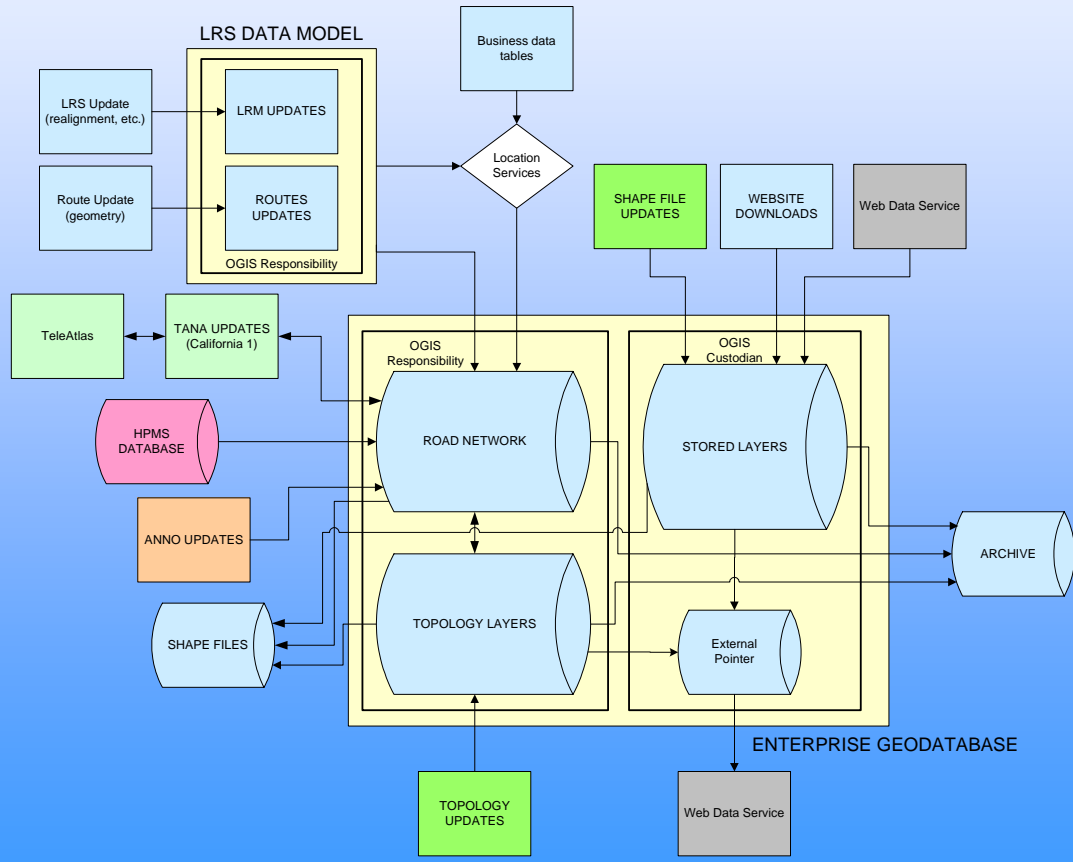 LRS DATA MODEL
Business data
tables
LRS Update
(realignment, etc.)
LRM UPDATES
Location
Services
Route Update
(geometry)
ROUTES
UPDATES
SHAPE FILE
UPDATES
WEBSITE
DOWNLOADS
Web Data Service
OGIS Responsibility
TeleAtlas
TANA UPDATES
(California 1)
OGIS
Responsibility
OGIS
Custodian
HPMS
DATABASE
ROAD NETWORK
STORED LAYERS
ANNO UPDATES
ARCHIVE
SHAPE FILES
TOPOLOGY LAYERS
External
Pointer
ENTERPRISE GEODATABASE
TOPOLOGY
UPDATES
Web Data Service